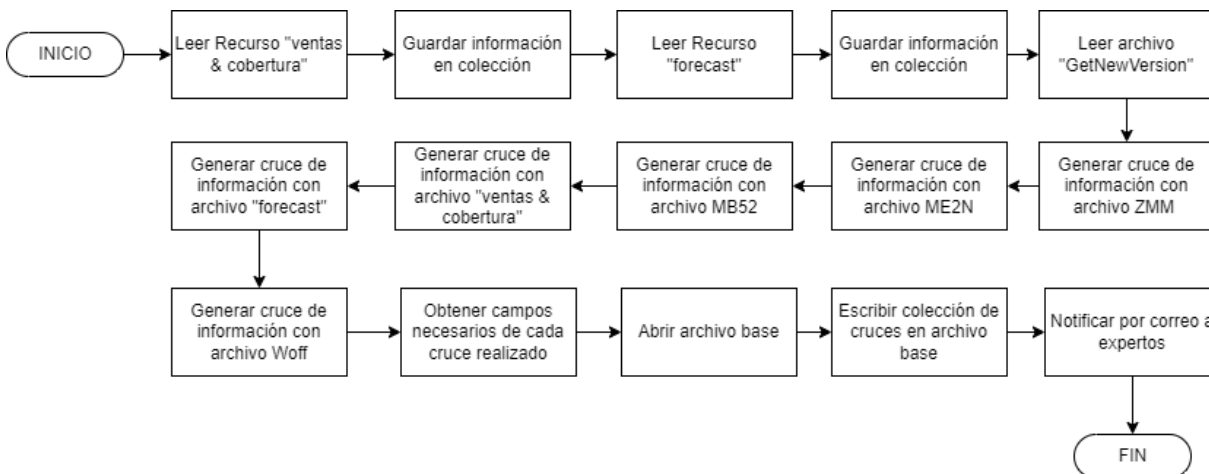 INICIO
Leer Recurso "ventas
& cobertura"
Guardar información
en colección
Leer Recurso
"forecast"
Guardar información
en colección
Leer archivo
"GetNewVersion"
Generar cruce de
información con
archivo ZMM
Generar cruce de
información con
archivo ME2N
Generar cruce de
información con
archivo MB52
Generar cruce de
información con
archivo "ventas &
cobertura"
Generar cruce de
información con
archivo "forecast"
Generar cruce de
información con
archivo Woff
Obtener campos
necesarios de cada
cruce realizado
Abrir archivo base
Escribir colección de
cruces en archivo
base
Notificar por correo a
expertos
FIN